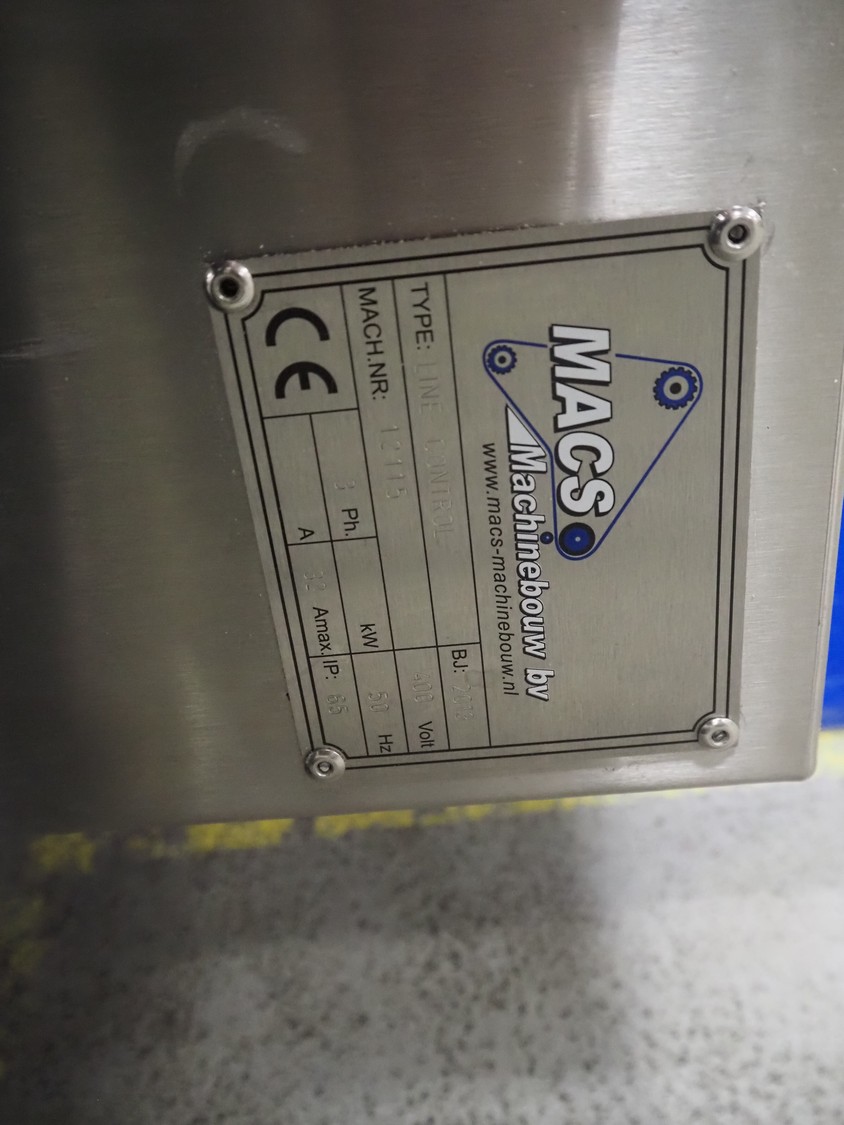 MACS
Machinebouw bv
www.macs-machinebouw.nl
BJ: 2012
TYPE: LINE CONTROL 400 Volt
MACH.NR: 12115
3 Ph. kW 50 Hz
A 32 Amax. IP: 65
CE